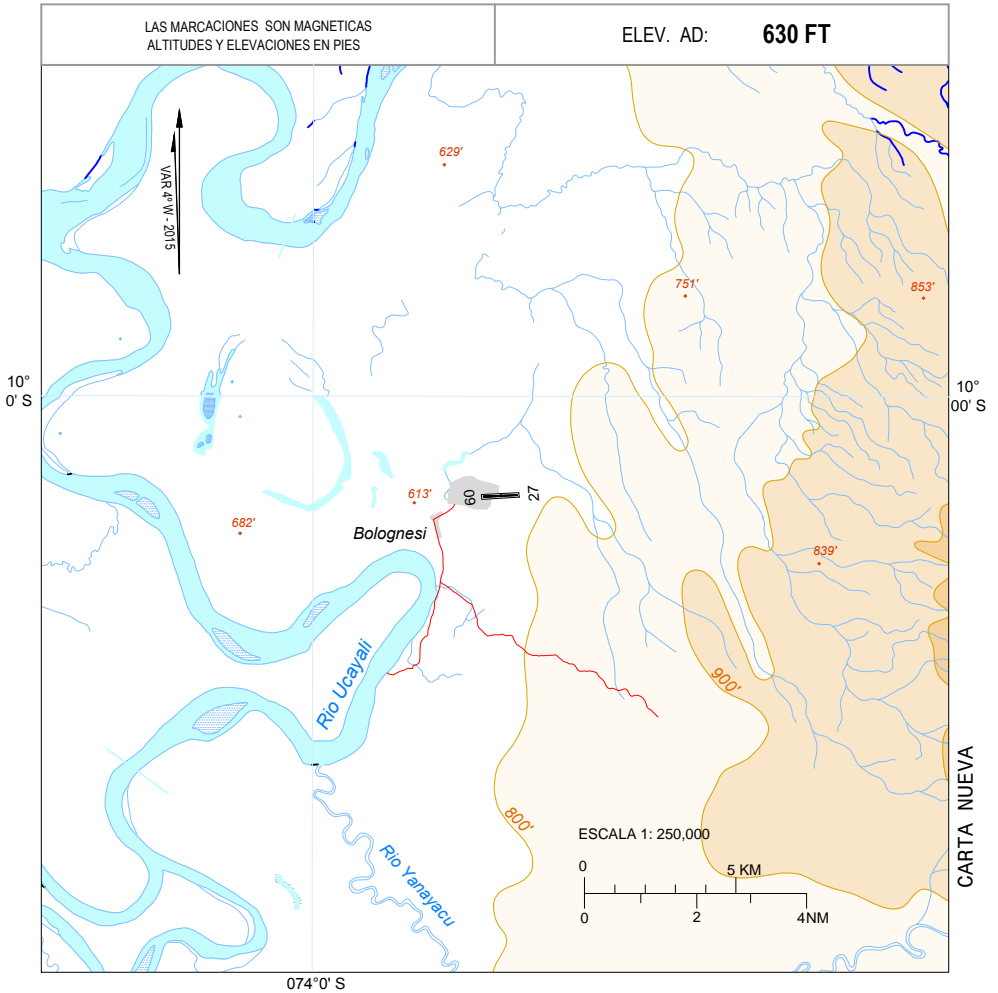 LAS MARCACIONES SON MAGNETICAS
ALTITUDES Y ELEVACIONES EN PIES
ELEV. AD: 630 FT
VAR 4° W - 2015
629'
751'
853'
10°
0' S
10°
00' S
613'
09
27
682'
Bolognesi
839'
Rio Ucayali
900'
800'
ESCALA 1: 250,000
0
5 KM
0
2
4NM
Rio Yanayacu
CARTA NUEVA
074°0' S